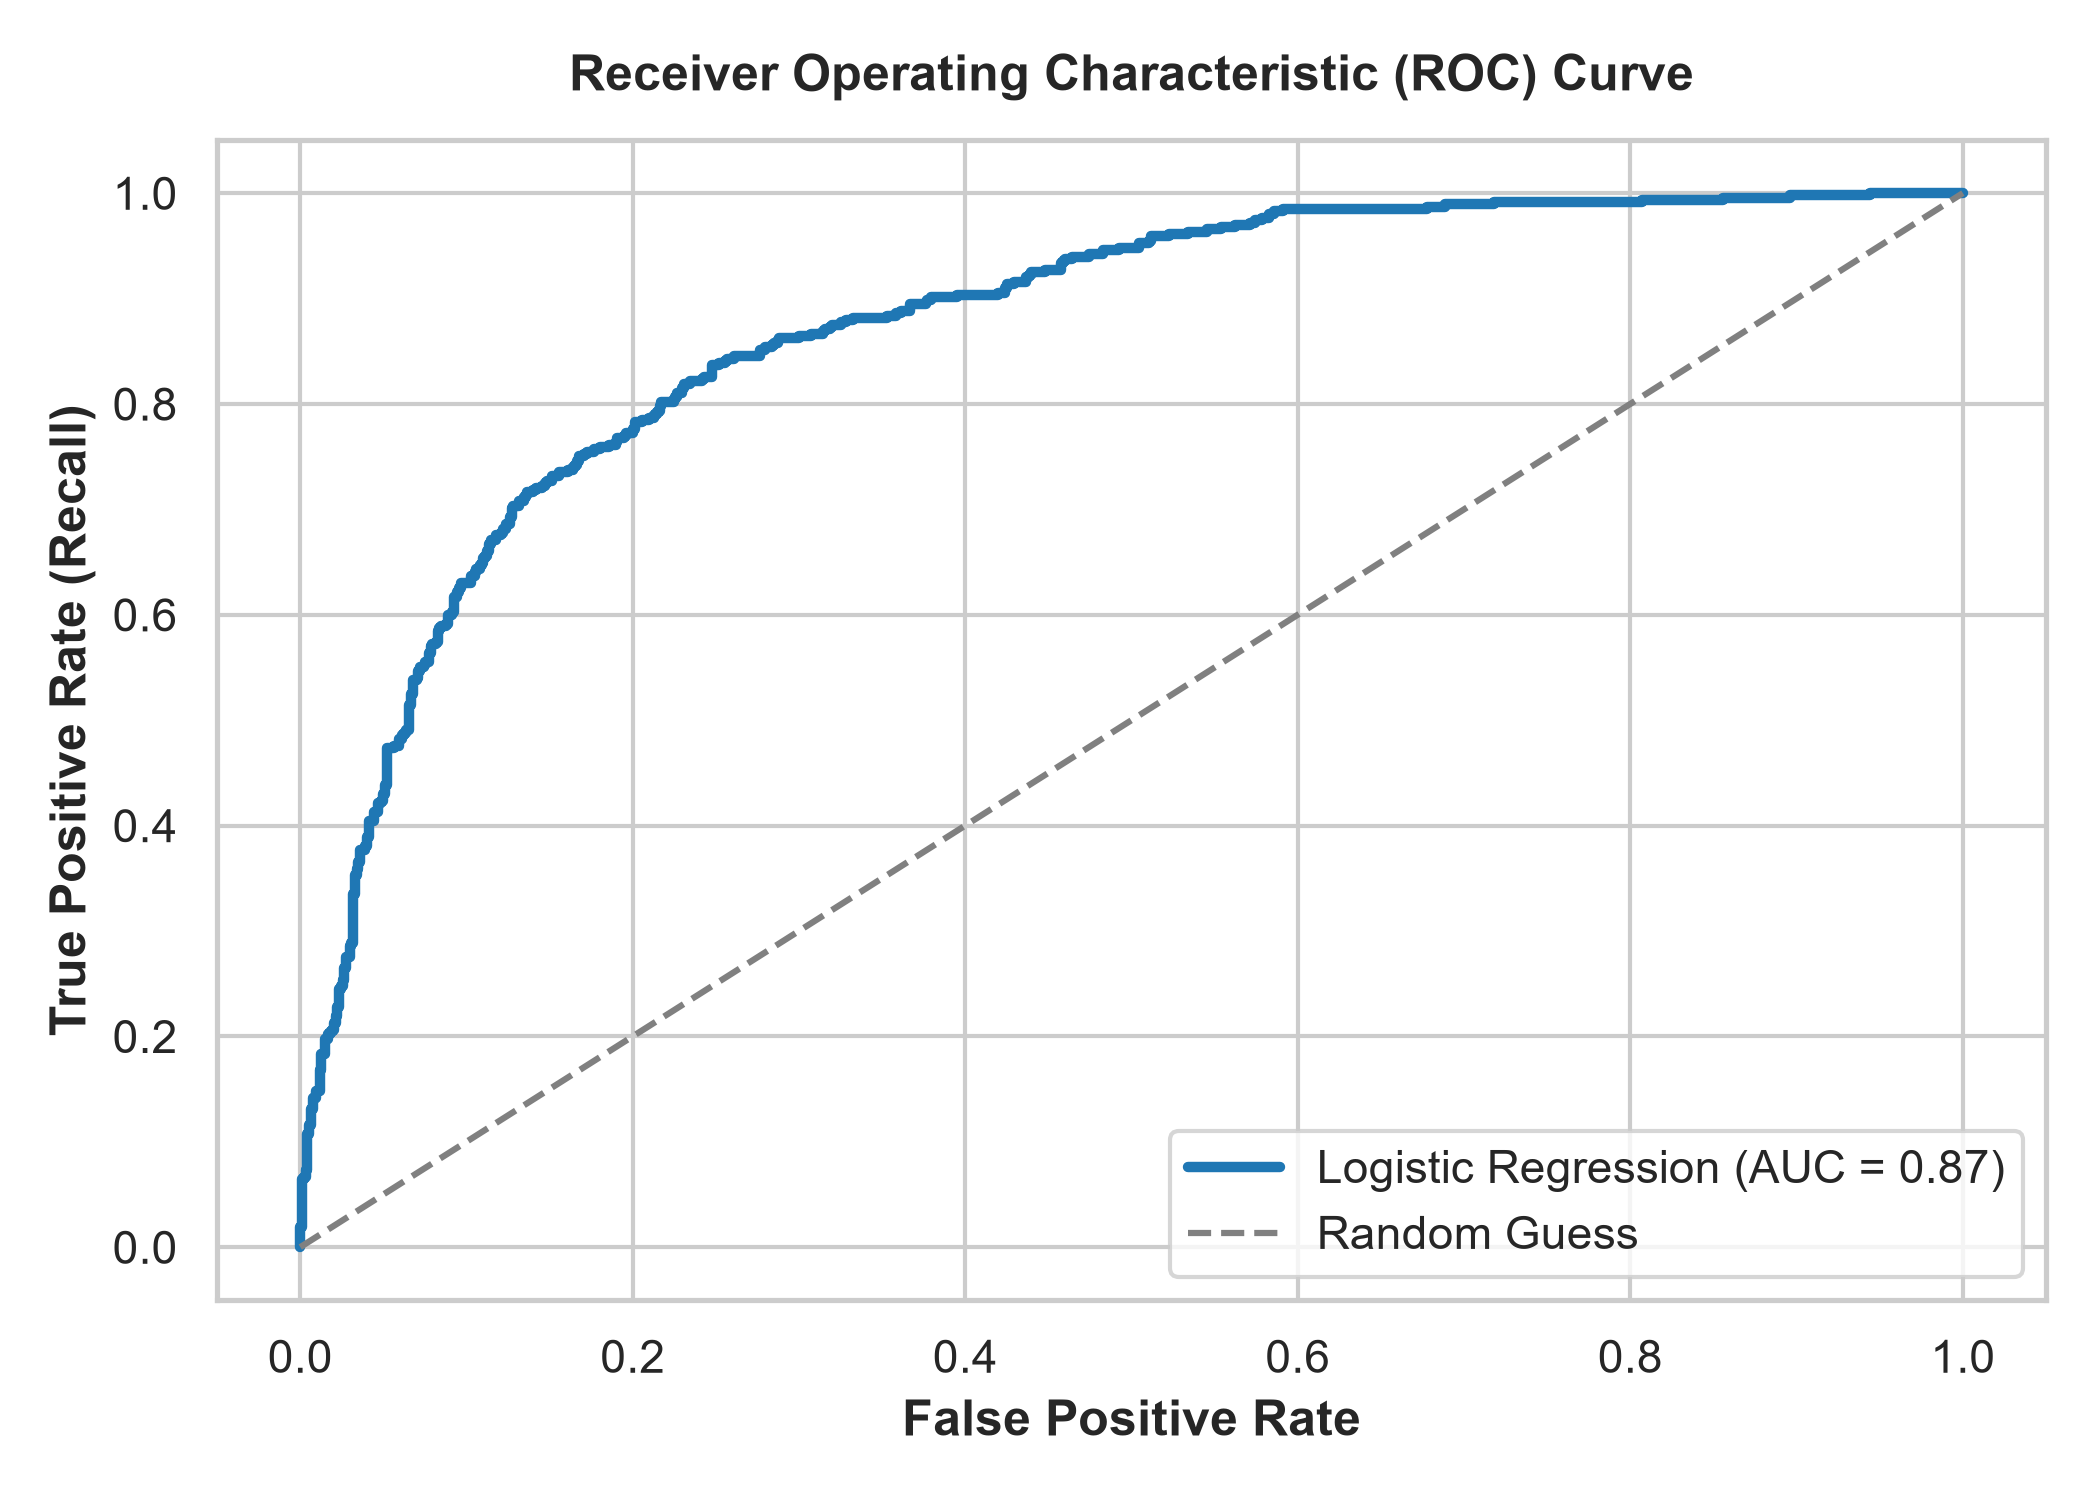 Receiver Operating Characteristic (ROC) Curve
True Positive Rate (Recall)
1.0
0.8
0.6
0.4
0.2
0.0
Logistic Regression (AUC = 0.87)
Random Guess
0.0 0.2 0.4 0.6 0.8 1.0
False Positive Rate